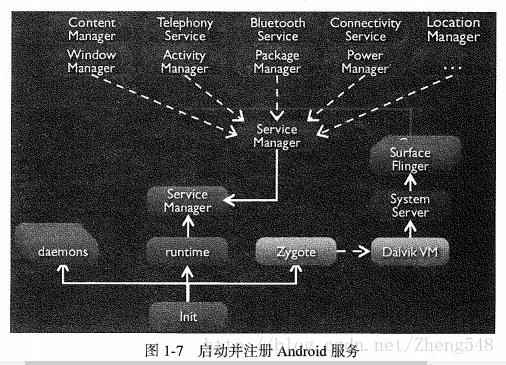 Content Manager
Telephony Service
Bluetooth Service
Connectivity Service
Location Manager
Window Manager
Activity Manager
Package Manager
Power Manager
...
Service Manager
Surface Flinger
Service Manager
System Server
daemons
runtime
Zygote
Dalvik VM
Init
http://blog.csdn.net/Zheng548
图 1-7 启动并注册 Android 服务